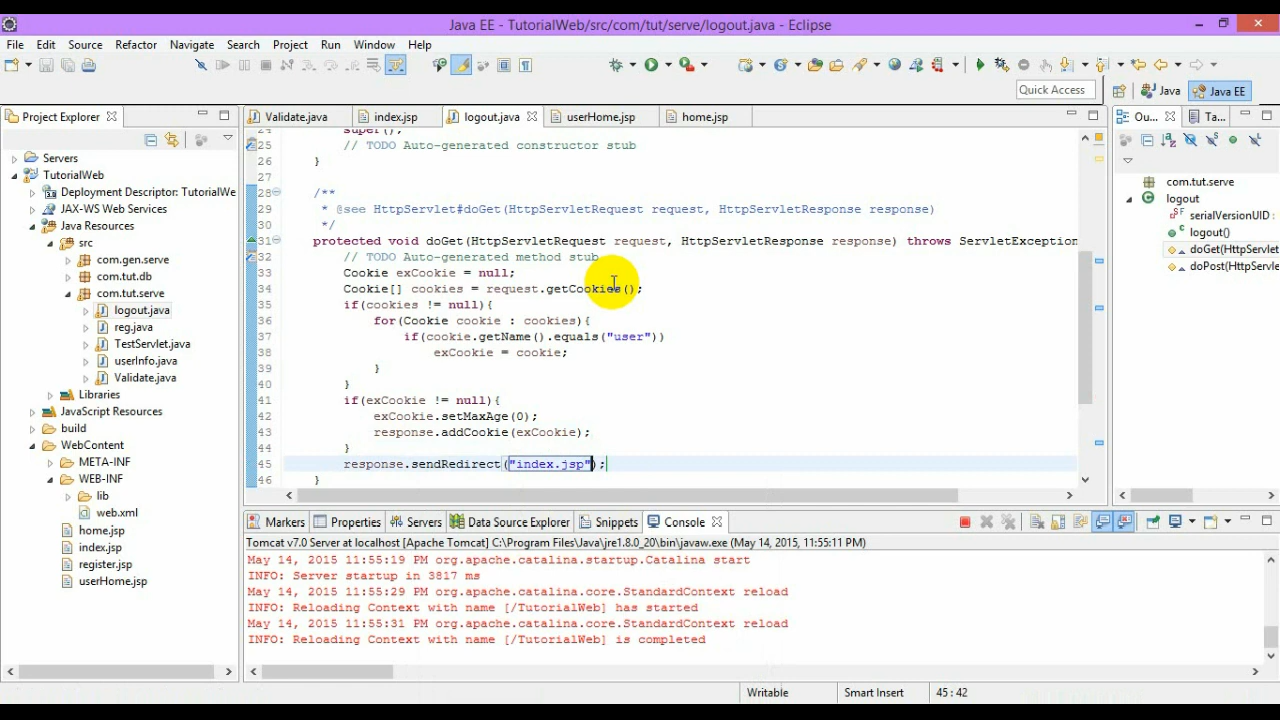 Java EE - TutorialWeb/src/com/tut/serve/logout.java - Eclipse
File Edit Source Refactor Navigate Search Project Run Window Help
Quick Access
Java
Java EE
Project Explorer
Servers
TutorialWeb
Deployment Descriptor: TutorialWe
JAX-WS Web Services
Java Resources
src
com.gen.serve
com.tut.db
com.tut.serve
logout.java
reg.java
TestServlet.java
userInfo.java
Validate.java
Libraries
JavaScript Resources
build
WebContent
META-INF
WEB-INF
lib
web.xml
home.jsp
index.jsp
register.jsp
userHome.jsp
Validate.java index.jsp logout.java userHome.jsp home.jsp
24 super();
25 // TODO Auto-generated constructor stub
26 }
27
28 /**
29 * @see HttpServlet#doGet(HttpServletRequest request, HttpServletResponse response)
30 */
31 protected void doGet(HttpServletRequest request, HttpServletResponse response) throws ServletException
32 // TODO Auto-generated method stub
33 Cookie exCookie = null;
34 Cookie[] cookies = request.getCookies();
35 if(cookies != null){
36 for(Cookie cookie : cookies){
37 if(cookie.getName().equals("user"))
38 exCookie = cookie;
39 }
40 }
41 if(exCookie != null){
42 exCookie.setMaxAge(0);
43 response.addCookie(exCookie);
44 }
45 response.sendRedirect("index.jsp");
46 }
Ou... Ta...
com.tut.serve
logout
serialVersionUID :
logout()
doGet(HttpServlet
doPost(HttpServle
Markers Properties Servers Data Source Explorer Snippets Console
Tomcat v7.0 Server at localhost [Apache Tomcat] C:\Program Files\Java\jre1.8.0_20\bin\javaw.exe (May 14, 2015 11:55:11 PM)
May 14, 2015 11:55:19 PM org.apache.catalina.startup.Catalina start
INFO: Server startup in 3817 ms
May 14, 2015 11:55:29 PM org.apache.catalina.core.StandardContext reload
INFO: Reloading Context with name [/TutorialWeb] has started
May 14, 2015 11:55:31 PM org.apache.catalina.core.StandardContext reload
INFO: Reloading Context with name [/TutorialWeb] is completed
Writable Smart Insert 45 : 42